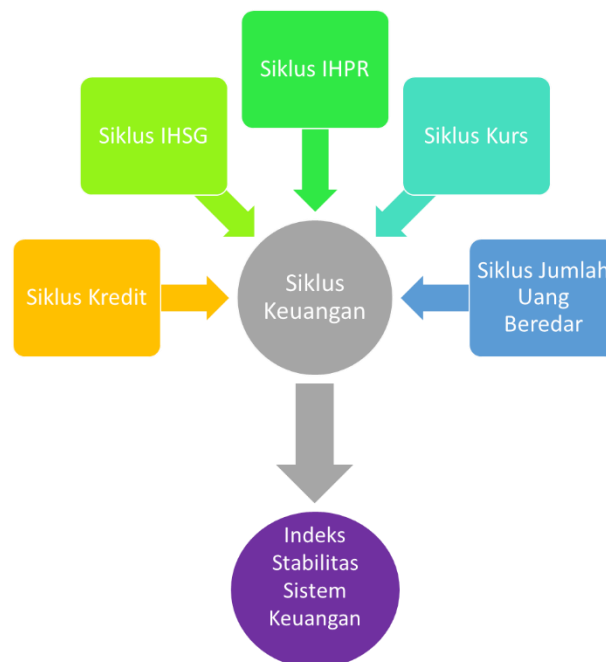 Siklus IHPR
Siklus IHSG
Siklus Kurs
Siklus Kredit
Siklus
Keuangan
Siklus Jumlah
Uang
Beredar
Indeks
Stabilitas
Sistem
Keuangan